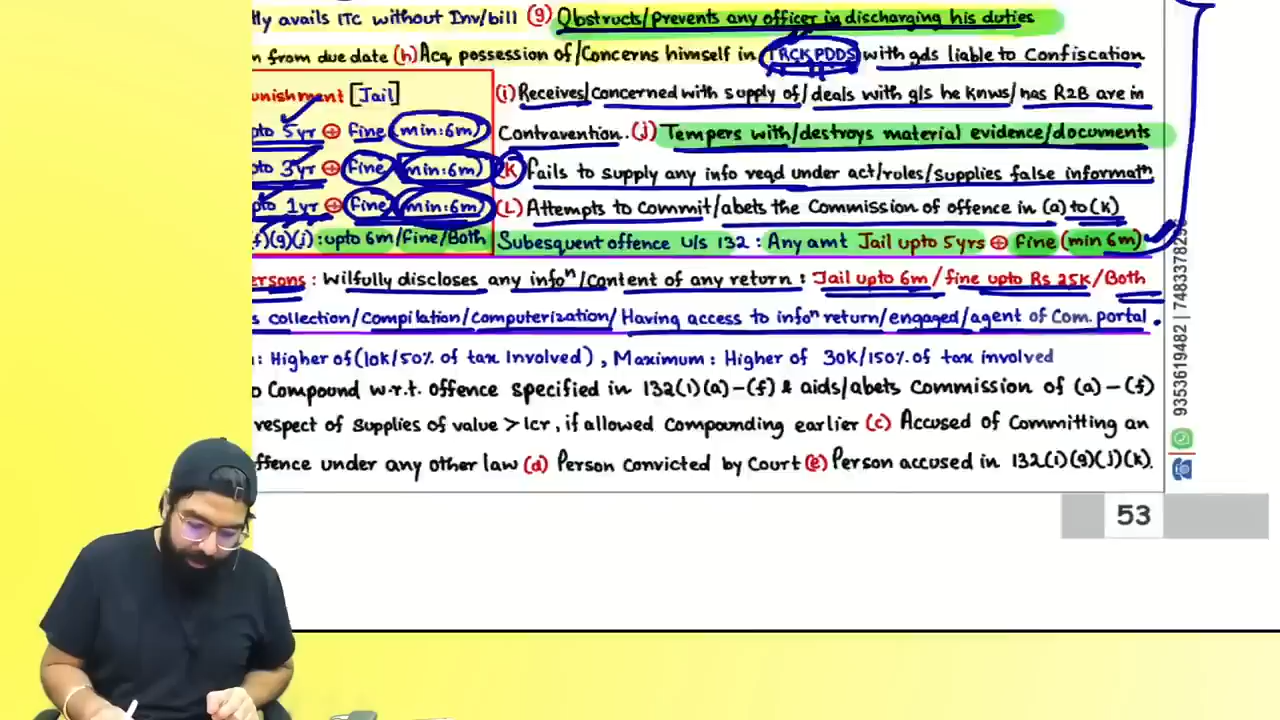 lly avails ITC without Inv/bill (g) Obstructs/prevents any officer in discharging his duties
n from due date (h) Acq possession of/Concerns himself in TRCK PDDS with gds liable to Confiscation
unishment [Jail]
(i) Receives/concerned with supply of/deals with g/s he knws/has R2B are in
pto 5yr ⊕ fine (min:6m)
Contravention. (j) Tempers with/destroys material evidence/documents
pto 3yr ⊕ fine (min:6m)
(K) Fails to supply any info reqd under act/roles/supplies false informatn
pto 1yr ⊕ fine (min:6m)
(L) Attempts to Commit/abets the Commission of offence in (a) to (k)
f)(g)(j) : upto 6m/Fine/Both
Subesquent offence U/s 132 : Any amt Jail upto 5yrs ⊕ fine (min 6m)
ersons : Wilfully discloses any infoⁿ/Content of any return : Jail upto 6m/fine upto Rs 25K/Both
s collection/Compilation/Computerization/Having access to infoⁿ return/engaged/agent of Com. portal.
: Higher of (10k/50% of tax Involved), Maximum : Higher of 30K/150% of tax involved
o Compound w.r.t. offence specified in 132(1)(a)-(f) & aids/abets Commission of (a)-(f)
respect of Supplies of value >1cr, if allowed Compounding earlier (c) Accused of Committing an
ffence under any other law (d) Person Convicted by Court (e) Person accused in 132(1)(g)(j)(k).
53
9353619482 | 74833782